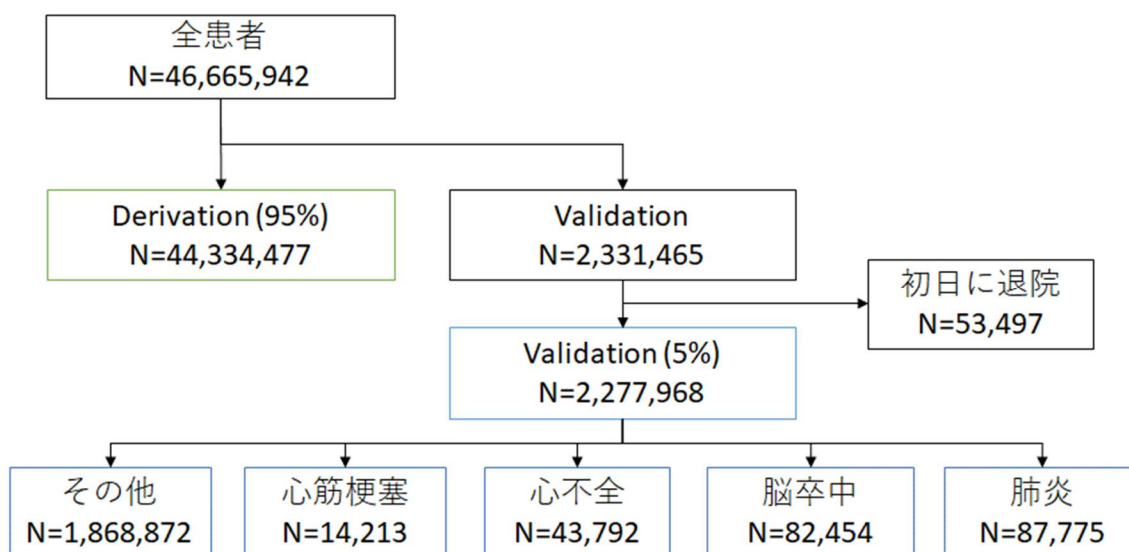 全患者
N=46,665,942
Derivation (95%)
N=44,334,477
Validation
N=2,331,465
初日に退院
N=53,497
Validation (5%)
N=2,277,968
その他
N=1,868,872
心筋梗塞
N=14,213
心不全
N=43,792
脳卒中
N=82,454
肺炎
N=87,775